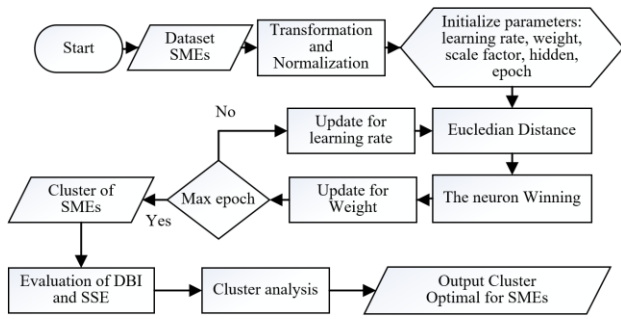 Start
Dataset
SMEs
Transformation
and
Normalization
Initialize parameters:
learning rate, weight,
scale factor, hidden,
epoch
No
Update for
learning rate
Eucledian Distance
Cluster of
SMEs
Yes
Max epoch
Update for
Weight
The neuron Winning
Evaluation of DBI
and SSE
Cluster analysis
Output Cluster
Optimal for SMEs